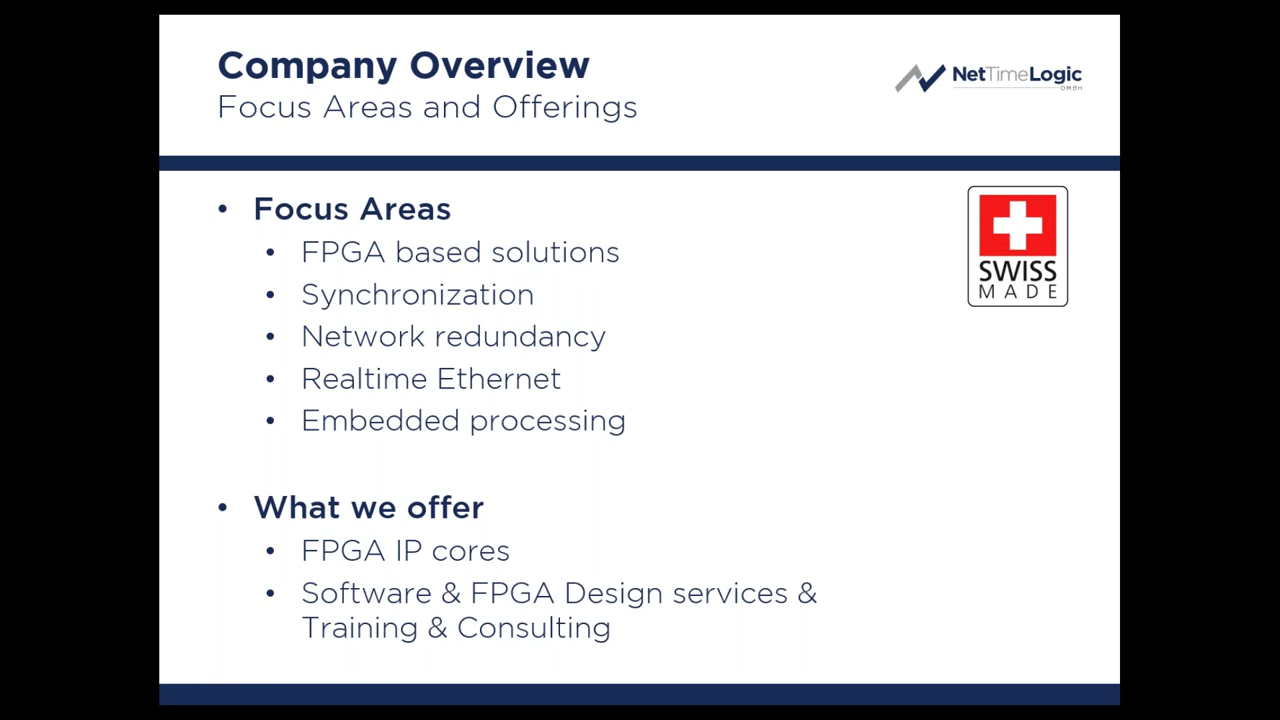 Company Overview
Focus Areas and Offerings
NetTimeLogic
GMBH
• Focus Areas
• FPGA based solutions
• Synchronization
• Network redundancy
• Realtime Ethernet
• Embedded processing
SWISS
MADE
• What we offer
• FPGA IP cores
• Software & FPGA Design services &
Training & Consulting